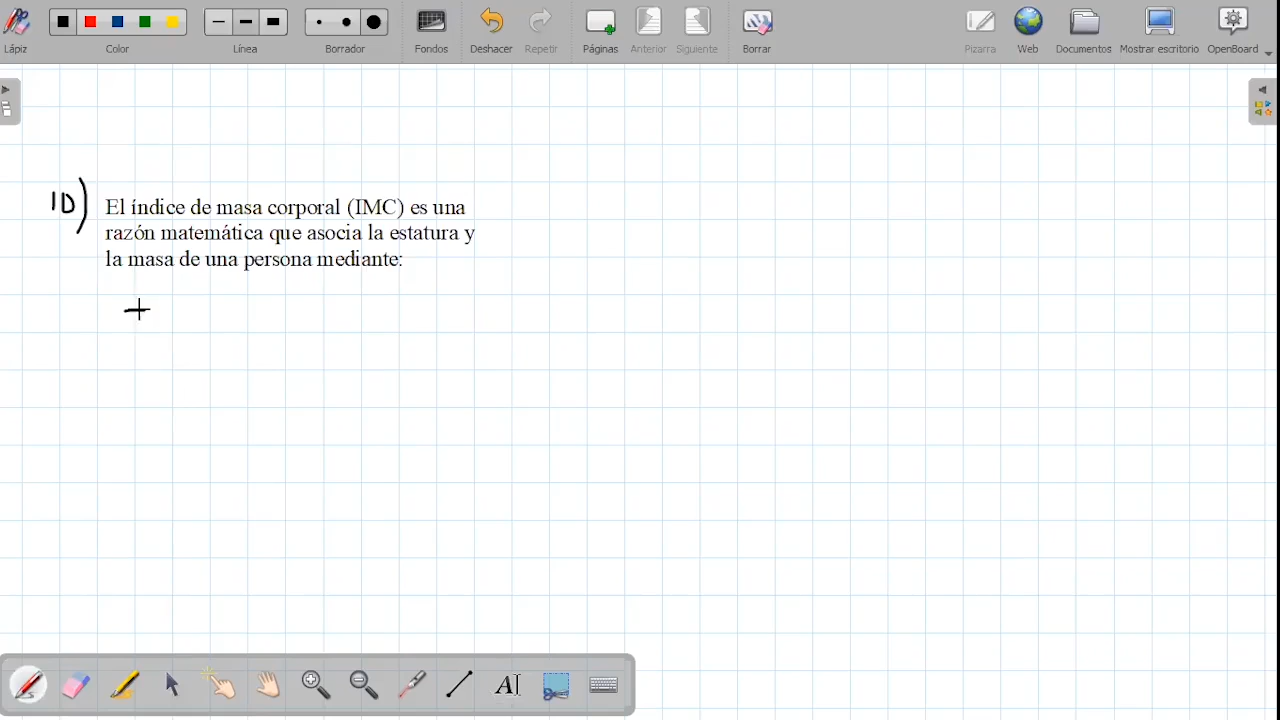 Lápiz Color Línea Borrador Fondos Deshacer Repetir Páginas Anterior Siguiente Borrar Pizarra Web Documentos Mostrar escritorio OpenBoard
10) El índice de masa corporal (IMC) es una
razón matemática que asocia la estatura y
la masa de una persona mediante: